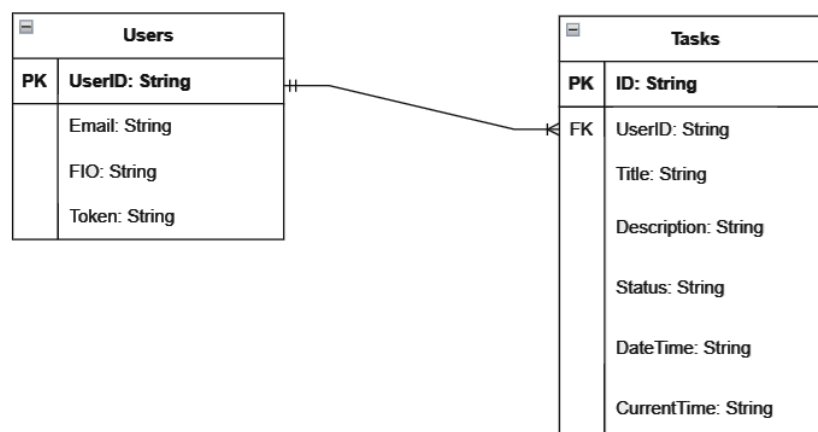 Users
PK UserID: String
Email: String
FIO: String
Token: String
Tasks
PK ID: String
FK UserID: String
Title: String
Description: String
Status: String
DateTime: String
CurrentTime: String